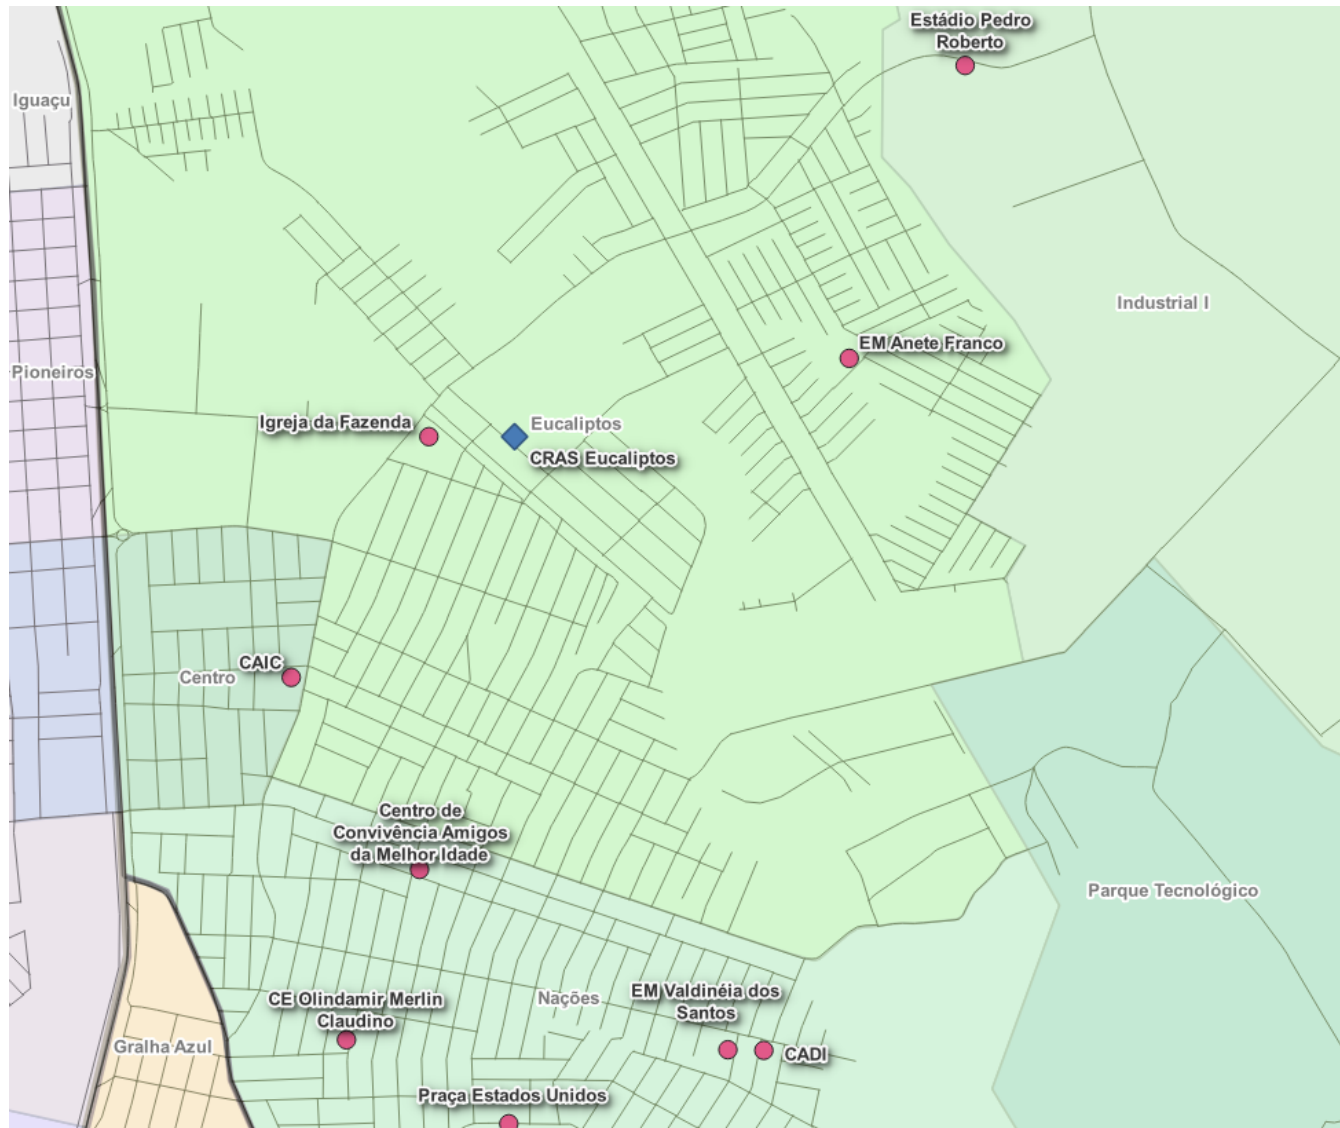 Estádio Pedro
Roberto
Iguaçu
Industrial I
EM Anete Franco
Pioneiros
Igreja da Fazenda
Eucaliptos
CRAS Eucaliptos
CAIC
Centro
Centro de
Convivência Amigos
da Melhor Idade
Parque Tecnológico
CE Olindamir Merlin
Claudino
Nações
EM Valdinéia dos
Santos
Gralha Azul
CADI
Praça Estados Unidos